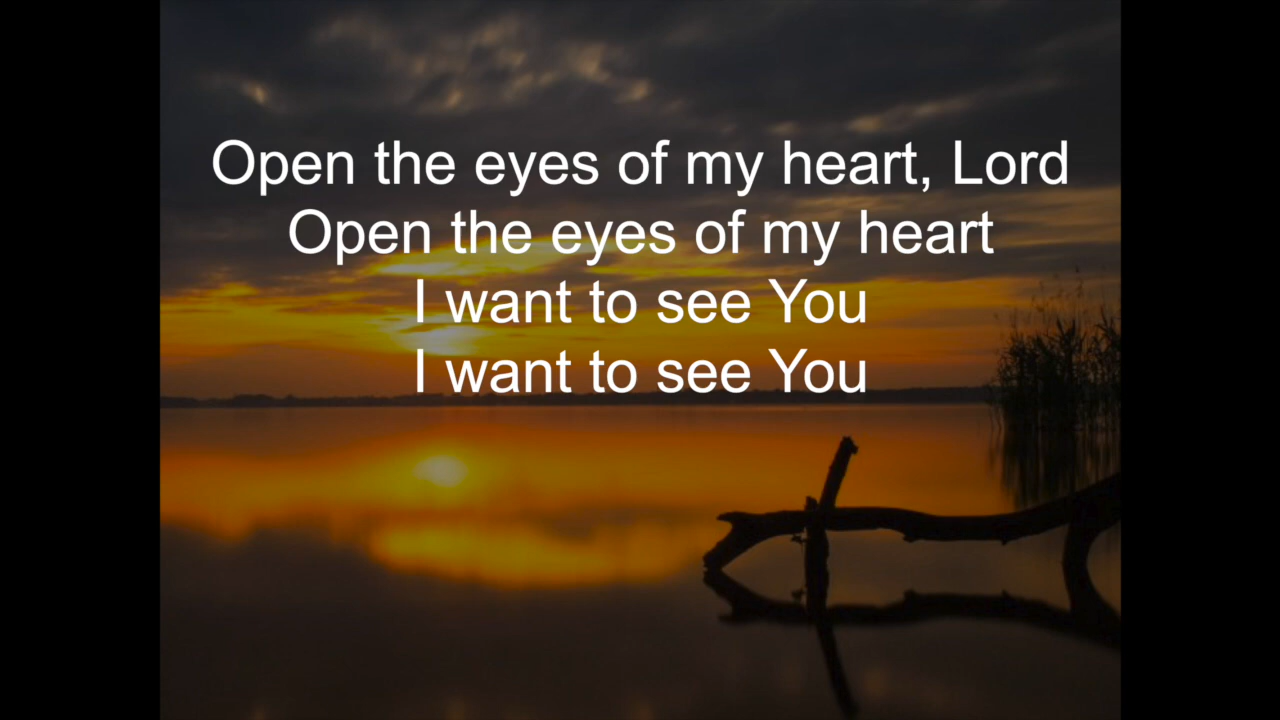 Open the eyes of my heart, Lord
Open the eyes of my heart
I want to see You
I want to see You